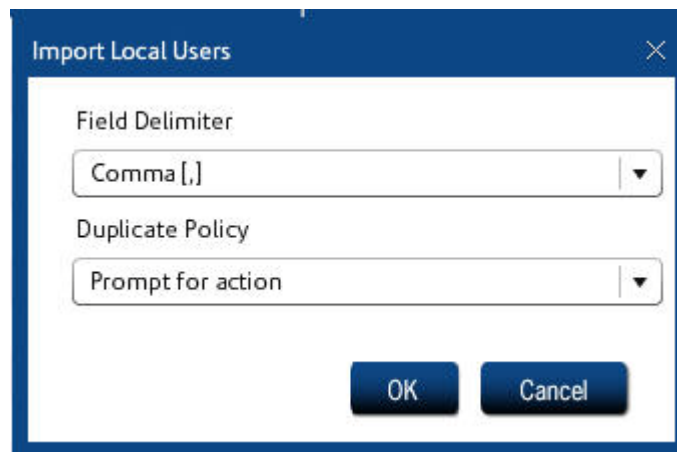 Import Local Users
Field Delimiter
Comma [,]
Duplicate Policy
Prompt for action
OK Cancel